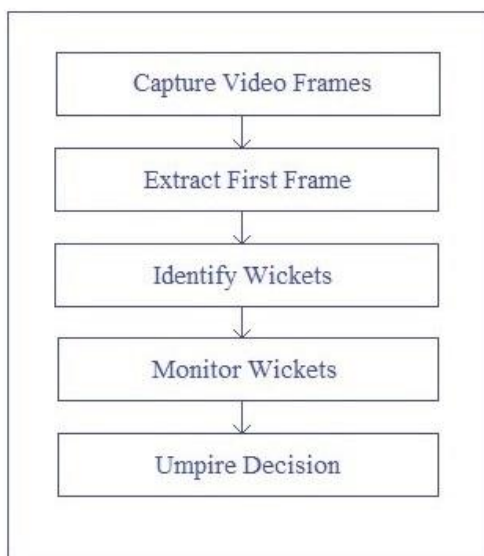 Capture Video Frames
Extract First Frame
Identify Wickets
Monitor Wickets
Umpire Decision